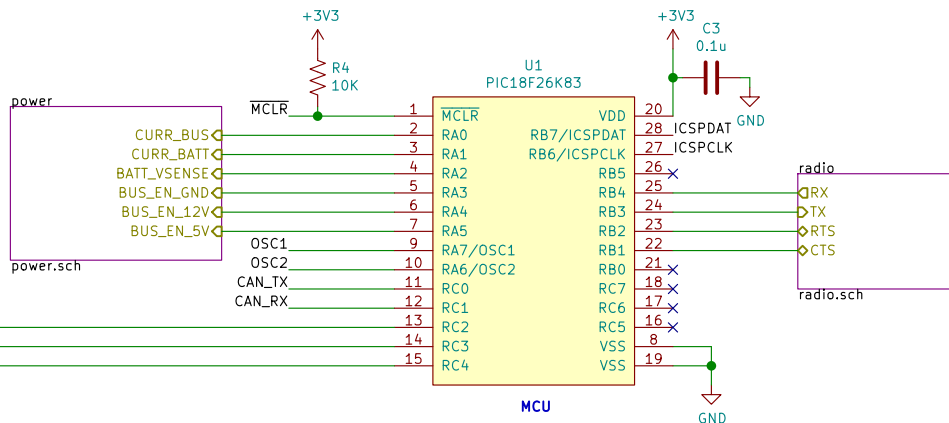 +3V3
R4
10K
MCLR
power
CURR_BUS
CURR_BATT
BATT_VSENSE
BUS_EN_GND
BUS_EN_12V
BUS_EN_5V
power.sch
OSC1
OSC2
CAN_TX
CAN_RX
U1
PIC18F26K83
1 MCLR
2 RA0
3 RA1
4 RA2
5 RA3
6 RA4
7 RA5
9 RA7/OSC1
10 RA6/OSC2
11 RC0
12 RC1
13 RC2
14 RC3
15 RC4
VDD 20
RB7/ICSPDAT 28 ICSPDAT
RB6/ICSPCLK 27 ICSPCLK
RB5 26
RB4 25
RB3 24
RB2 23
RB1 22
RB0 21
RC7 18
RC6 17
RC5 16
VSS 8
VSS 19
MCU
+3V3
C3
0.1u
GND
radio
RX
TX
RTS
CTS
radio.sch
GND